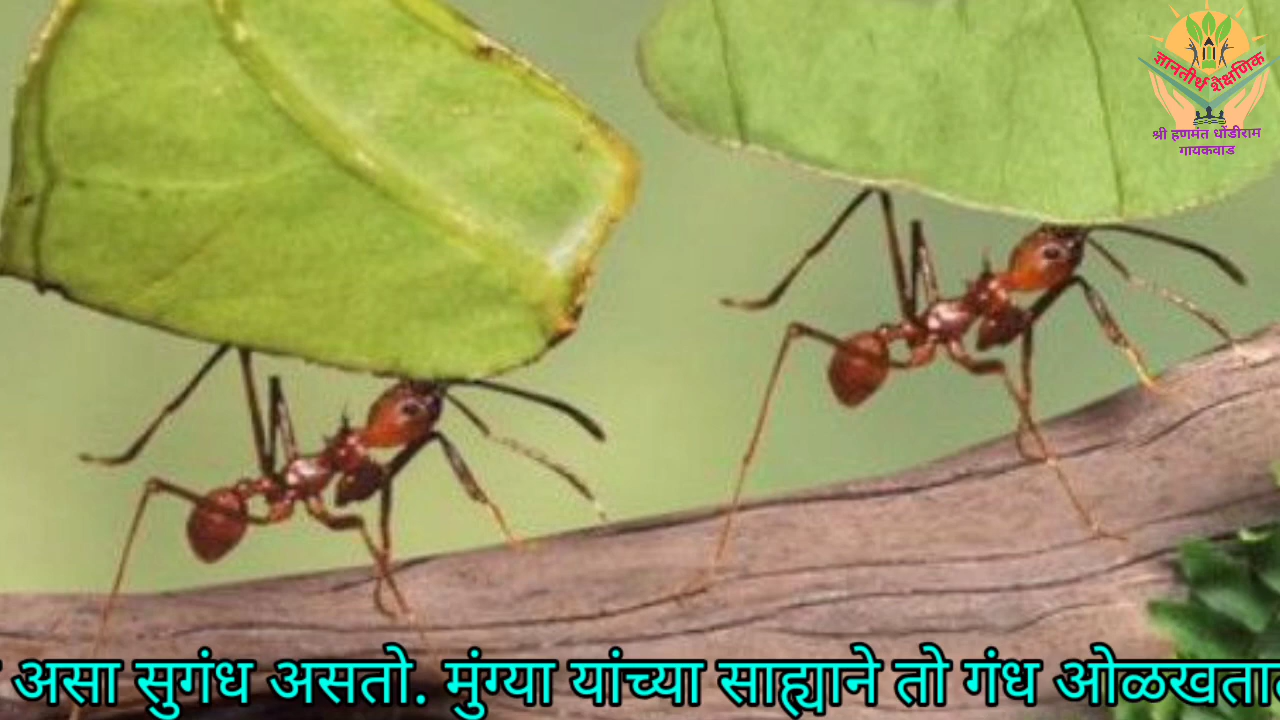 ज्ञानतीर्थ शैक्षणिक
श्री हणमंत धोंडीराम
गायकवाड
असा सुगंध असतो. मुंग्या यांच्या साह्याने तो गंध ओळखतात